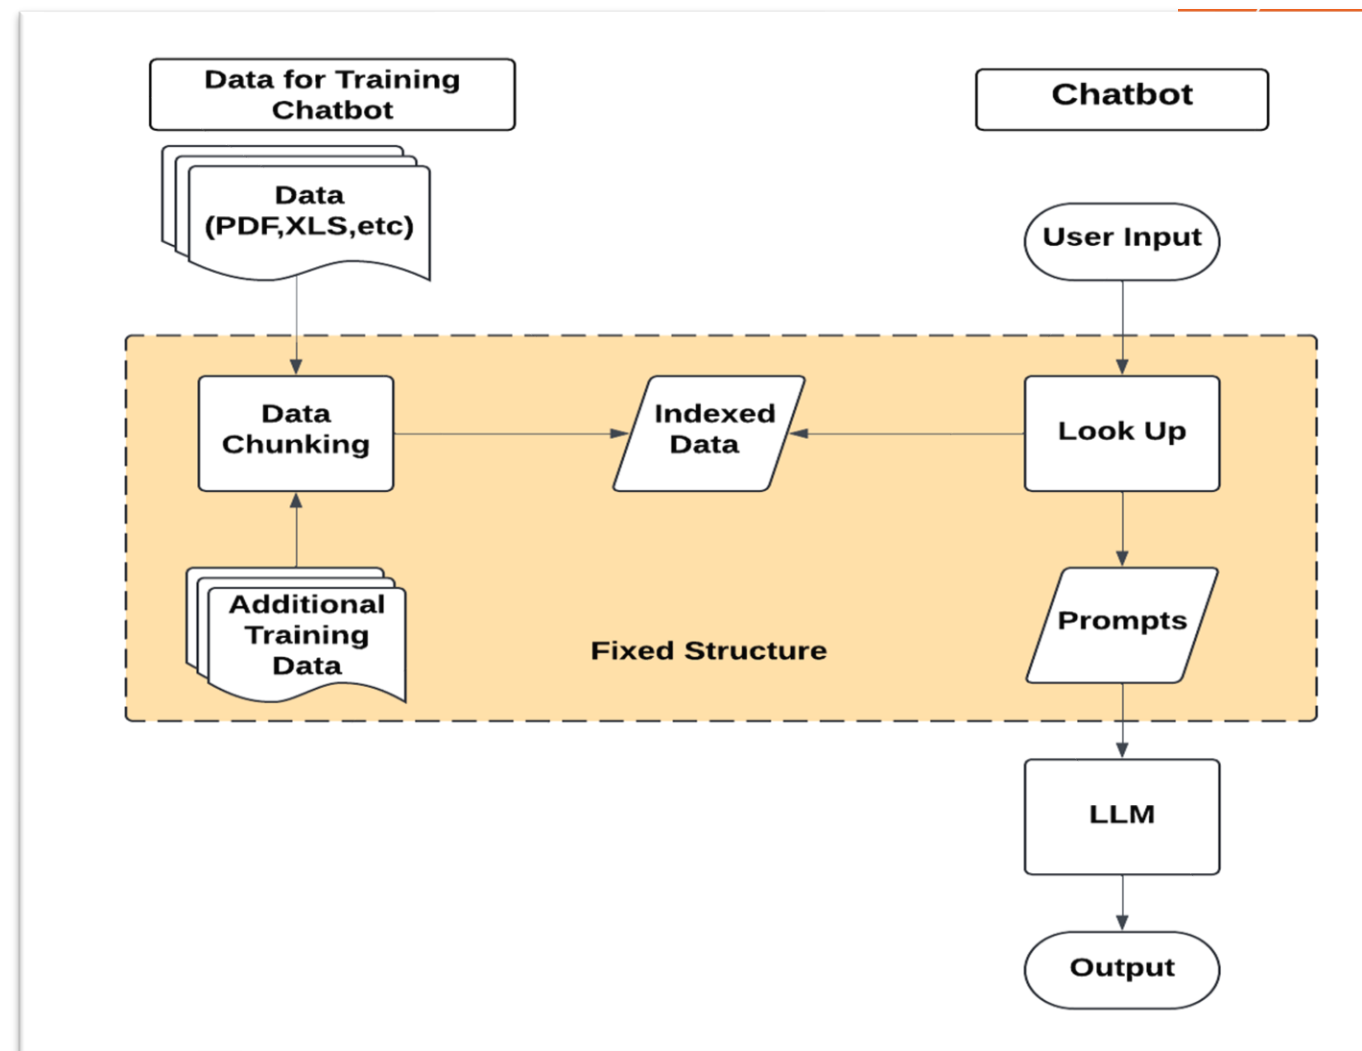 Data for Training
Chatbot
Chatbot
Data
(PDF,XLS,etc)
User Input
Data
Chunking
Indexed
Data
Look Up
Additional
Training
Data
Fixed Structure
Prompts
LLM
Output